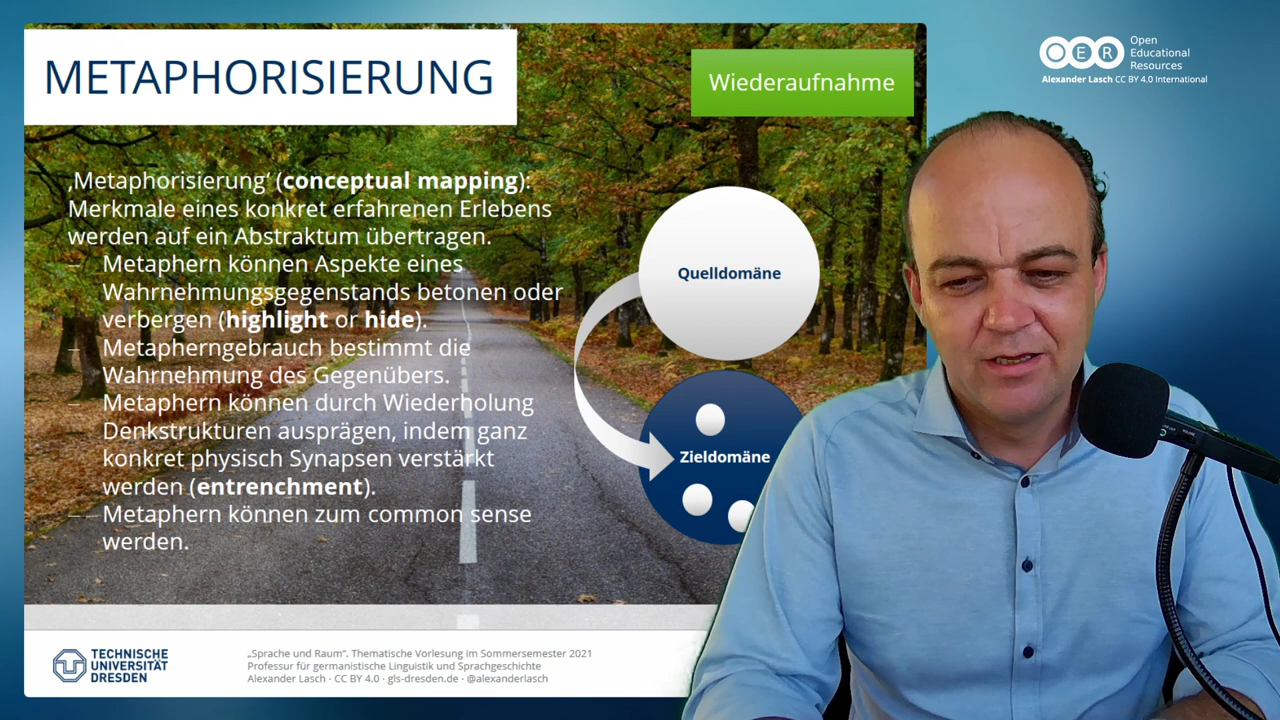 METAPHORISIERUNG
Wiederaufnahme
‚Metaphorisierung‘ (conceptual mapping):
Merkmale eines konkret erfahrenen Erlebens
werden auf ein Abstraktum übertragen.
– Metaphern können Aspekte eines
Wahrnehmungsgegenstands betonen oder
verbergen (highlight or hide).
– Metapherngebrauch bestimmt die
Wahrnehmung des Gegenübers.
– Metaphern können durch Wiederholung
Denkstrukturen ausprägen, indem ganz
konkret physisch Synapsen verstärkt
werden (entrenchment).
– Metaphern können zum common sense
werden.
Quelldomäne
Zieldomäne
TECHNISCHE
UNIVERSITÄT
DRESDEN
„Sprache und Raum“. Thematische Vorlesung im Sommersemester 2021
Professur für germanistische Linguistik und Sprachgeschichte
Alexander Lasch · CC BY 4.0 · gls-dresden.de · @alexanderlasch
OER
Open
Educational
Resources
Alexander Lasch CC BY 4.0 International